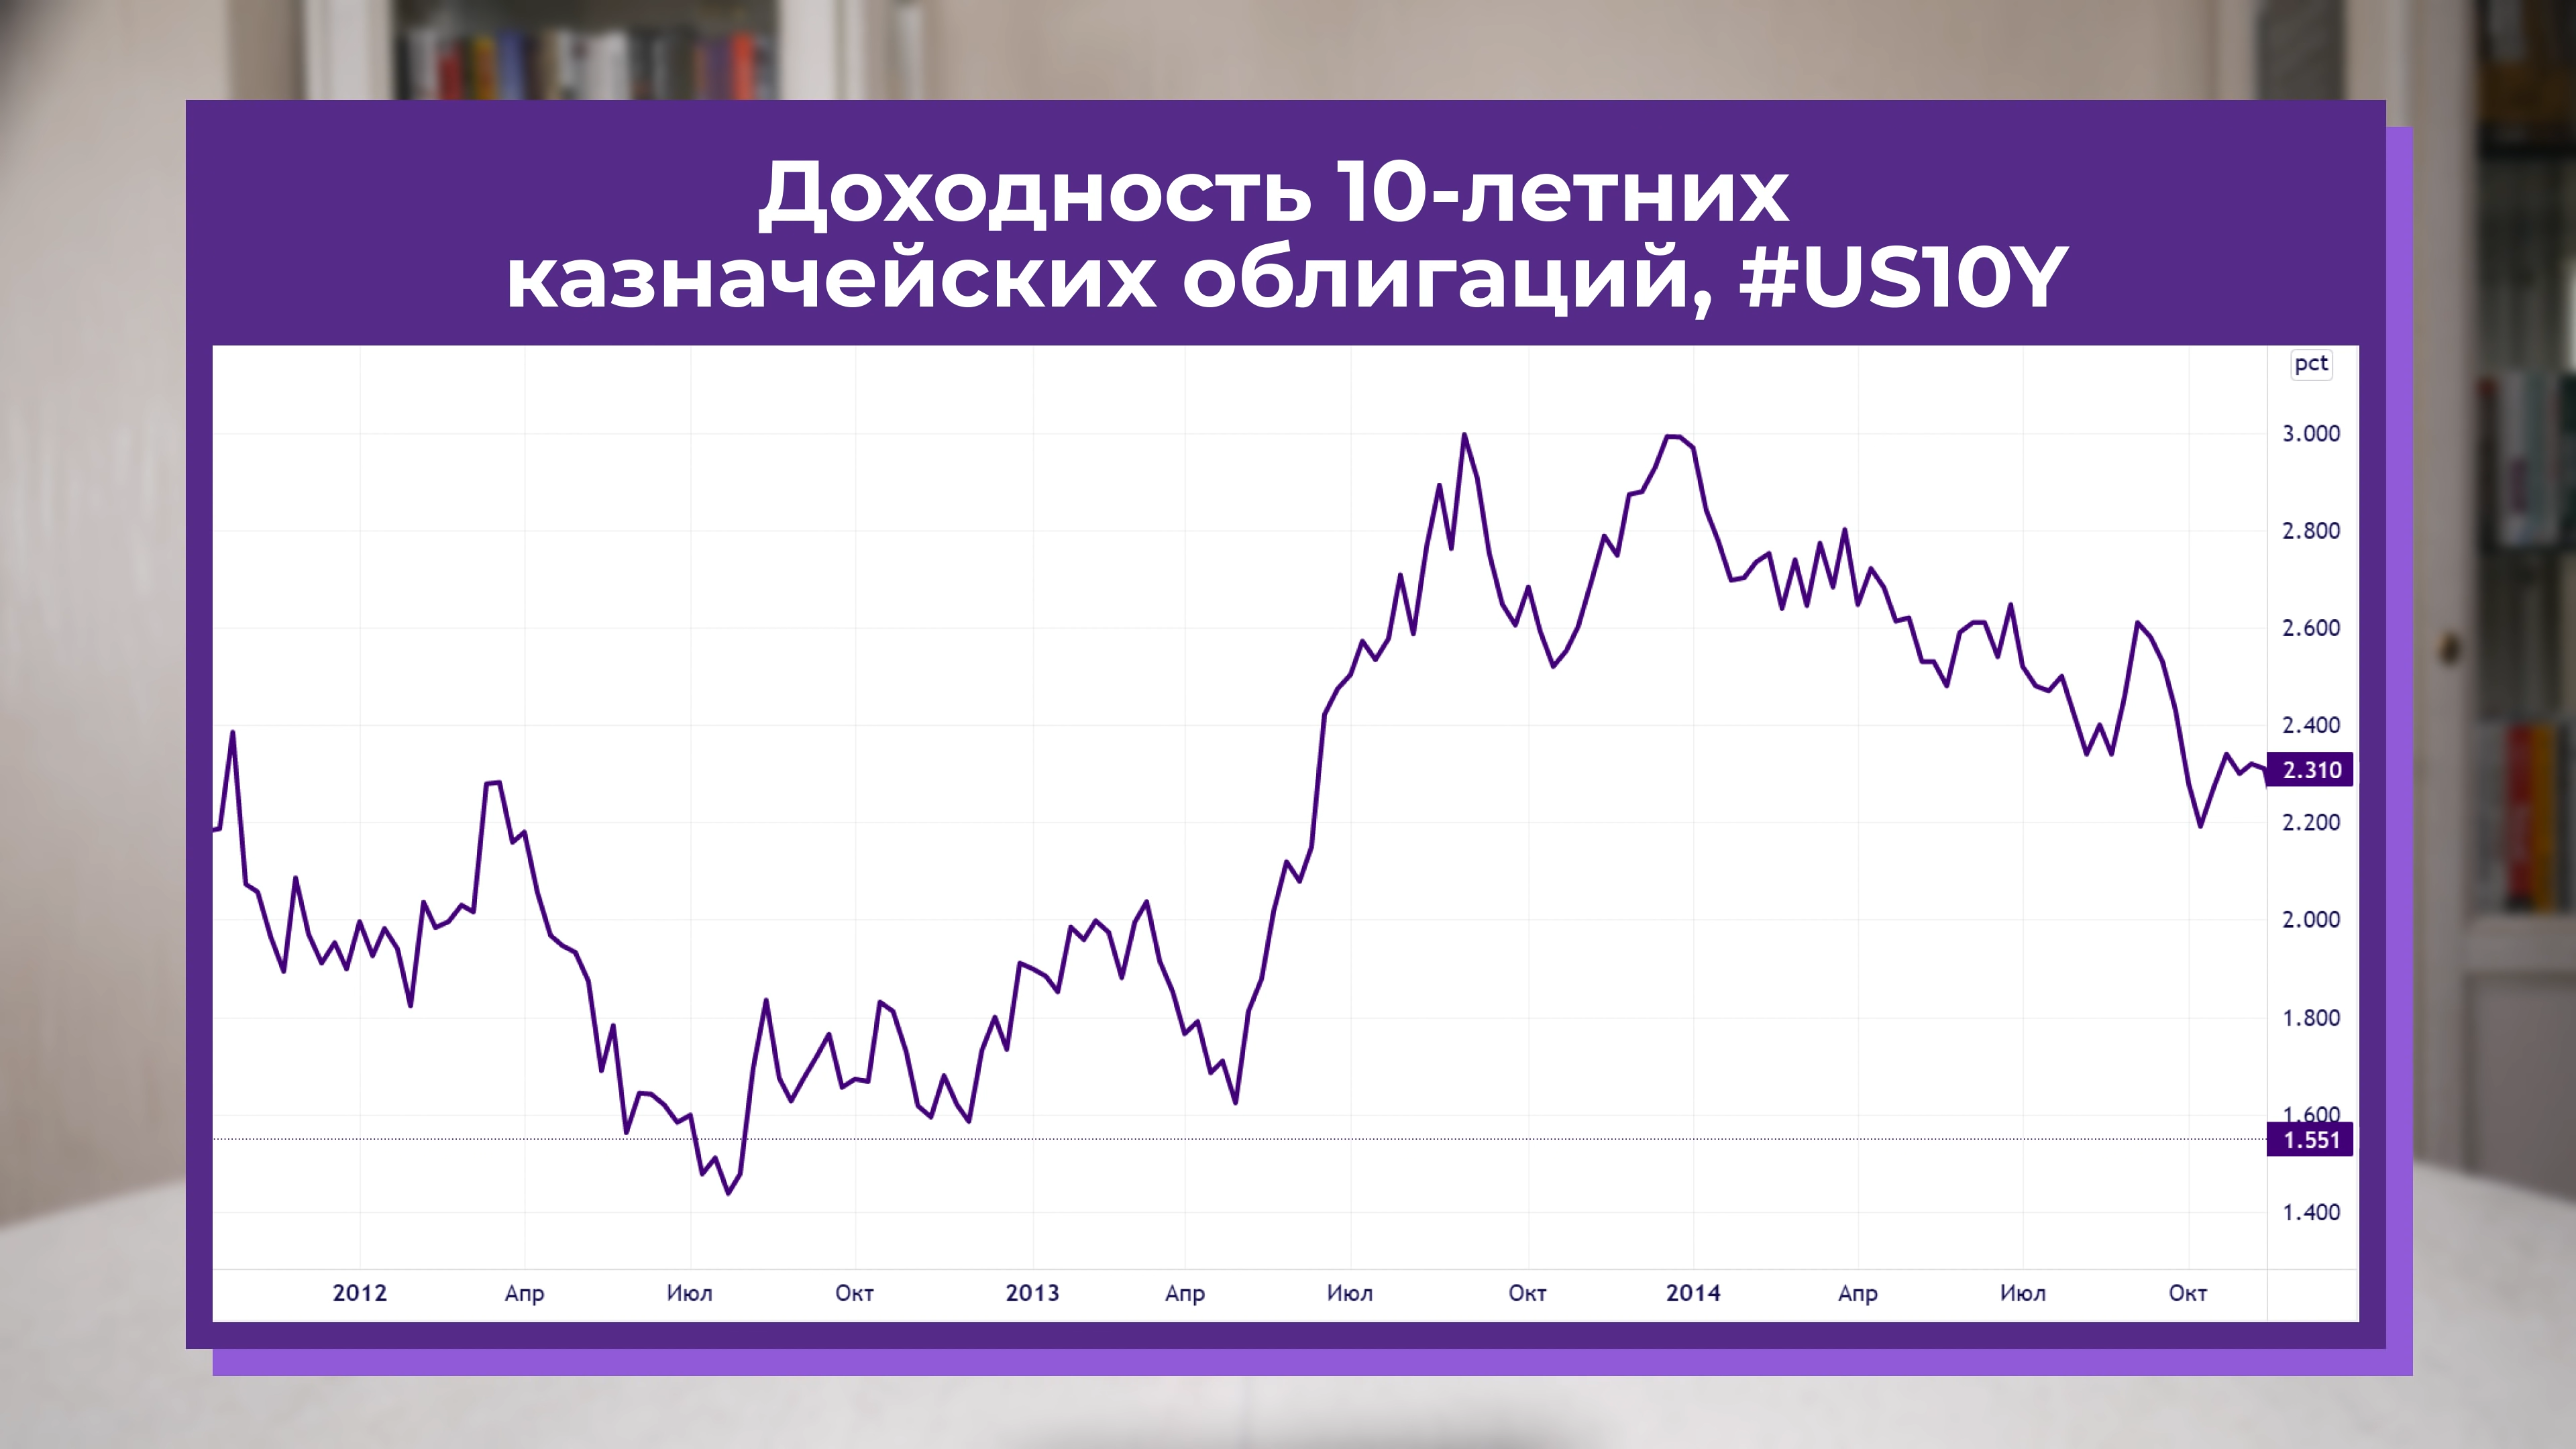 Доходность 10-летних
казначейских облигаций, #US10Y
pct
3.000
2.800
2.600
2.400
2.310
2.200
2.000
1.800
1.600
1.551
1.400
2012 Апр Июл Окт 2013 Апр Июл Окт 2014 Апр Июл Окт